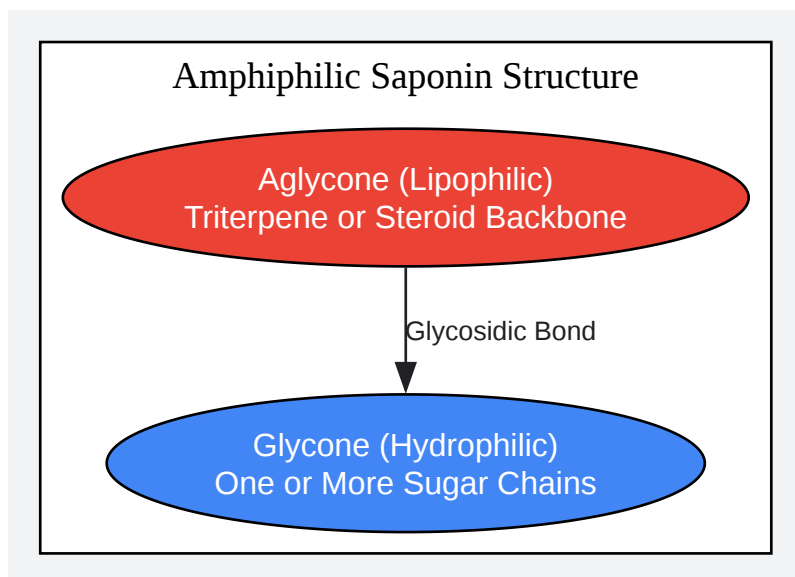 Amphiphilic Saponin Structure
Aglycone (Lipophilic)
Triterpene or Steroid Backbone
Glycosidic Bond
Glycone (Hydrophilic)
One or More Sugar Chains